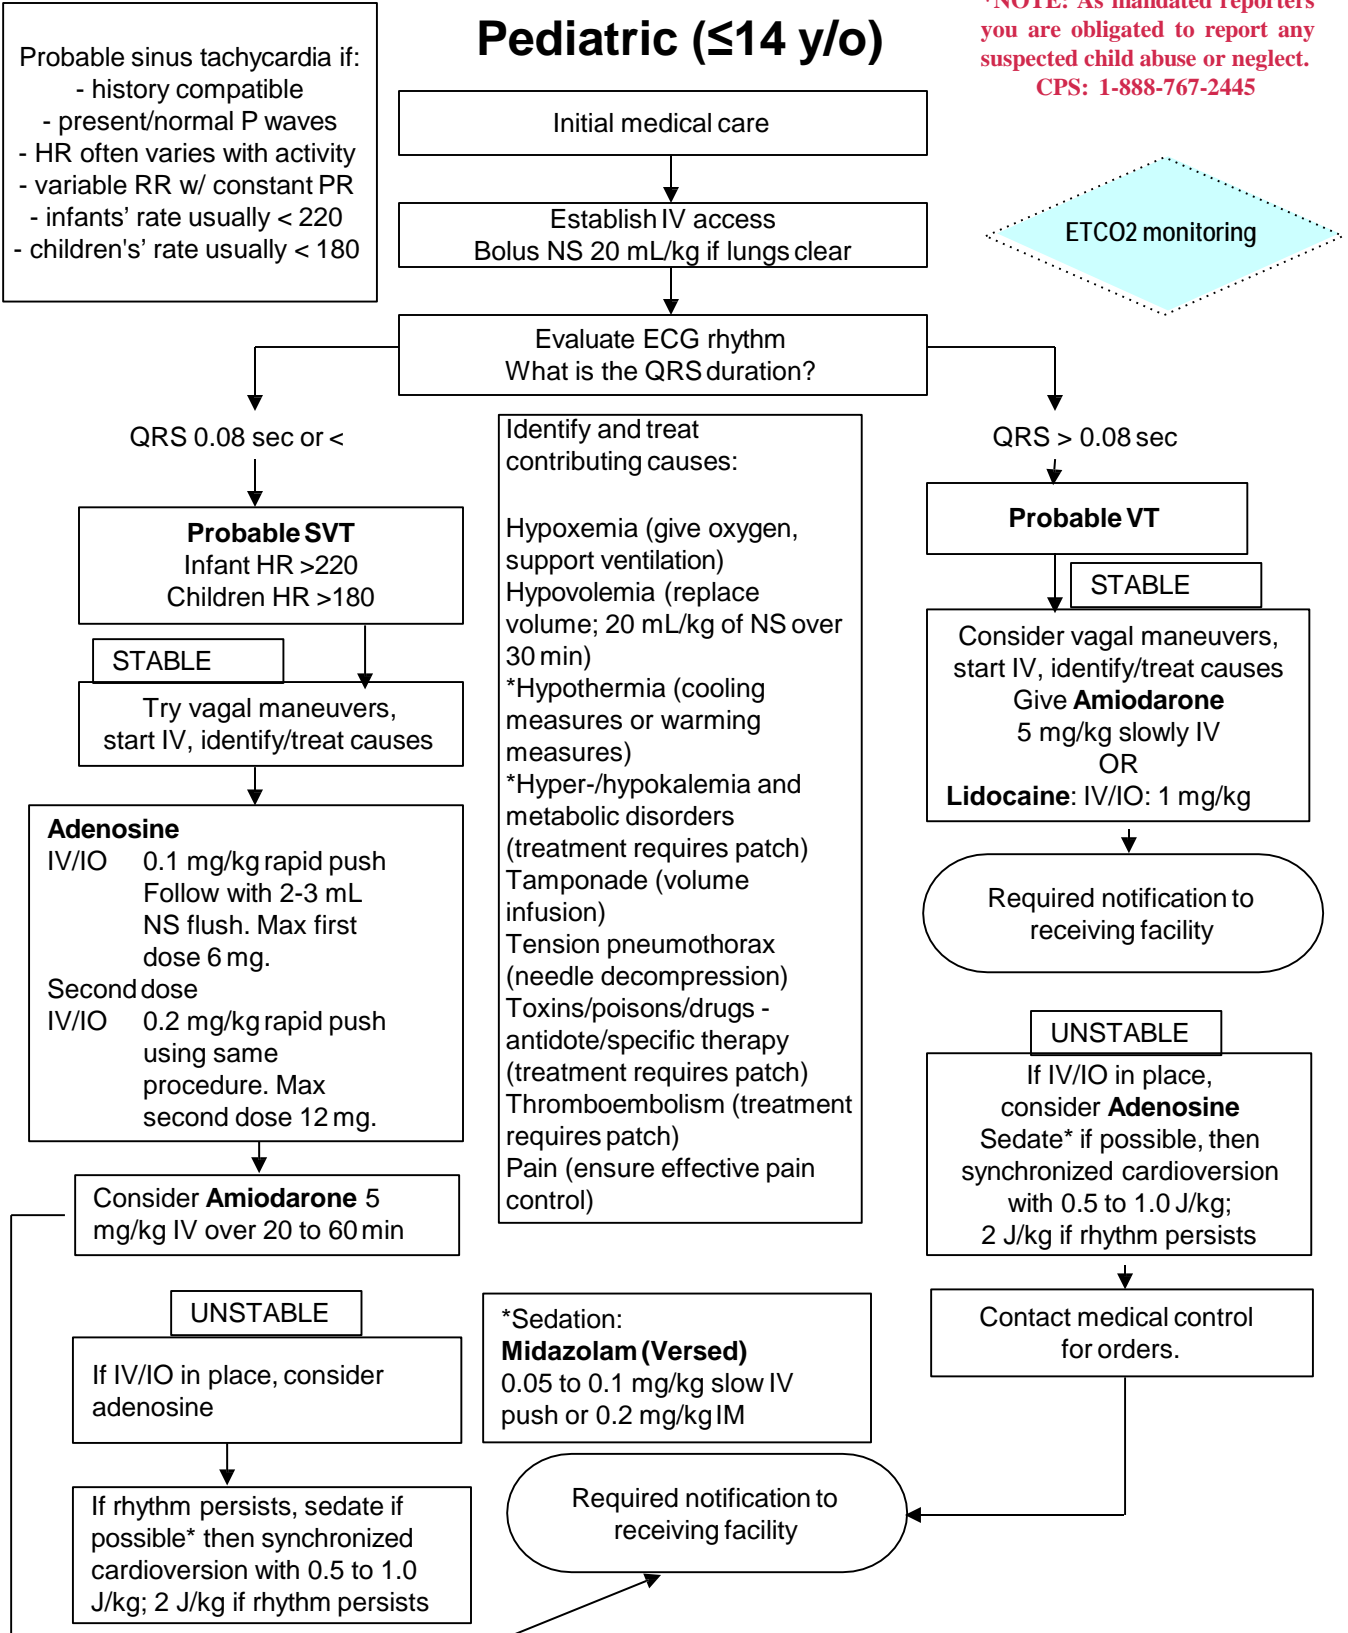 Pediatric (≤14 y/o)
*NOTE: As mandated reporters
you are obligated to report any
suspected child abuse or neglect.
CPS: 1-888-767-2445
Probable sinus tachycardia if:
- history compatible
- present/normal P waves
- HR often varies with activity
- variable RR w/ constant PR
- infants’ rate usually < 220
- children's’ rate usually < 180
Initial medical care
Establish IV access
Bolus NS 20 mL/kg if lungs clear
ETCO2 monitoring
Evaluate ECG rhythm
What is the QRS duration?
QRS 0.08 sec or <
Probable SVT
Infant HR >220
Children HR >180
STABLE
Try vagal maneuvers,
start IV, identify/treat causes
Adenosine
IV/IO 0.1 mg/kg rapid push
Follow with 2-3 mL
NS flush. Max first
dose 6 mg.
Second dose
IV/IO 0.2 mg/kg rapid push
using same
procedure. Max
second dose 12 mg.
Consider Amiodarone 5
mg/kg IV over 20 to 60 min
UNSTABLE
If IV/IO in place, consider
adenosine
If rhythm persists, sedate if
possible* then synchronized
cardioversion with 0.5 to 1.0
J/kg; 2 J/kg if rhythm persists
Identify and treat
contributing causes:
Hypoxemia (give oxygen,
support ventilation)
Hypovolemia (replace
volume; 20 mL/kg of NS over
30 min)
*Hypothermia (cooling
measures or warming
measures)
*Hyper-/hypokalemia and
metabolic disorders
(treatment requires patch)
Tamponade (volume
infusion)
Tension pneumothorax
(needle decompression)
Toxins/poisons/drugs -
antidote/specific therapy
(treatment requires patch)
Thromboembolism (treatment
requires patch)
Pain (ensure effective pain
control)
*Sedation:
Midazolam (Versed)
0.05 to 0.1 mg/kg slow IV
push or 0.2 mg/kg IM
Required notification to
receiving facility
QRS > 0.08 sec
Probable VT
STABLE
Consider vagal maneuvers,
start IV, identify/treat causes
Give Amiodarone
5 mg/kg slowly IV
OR
Lidocaine: IV/IO: 1 mg/kg
Required notification to
receiving facility
UNSTABLE
If IV/IO in place,
consider Adenosine
Sedate* if possible, then
synchronized cardioversion
with 0.5 to 1.0 J/kg;
2 J/kg if rhythm persists
Contact medical control
for orders.